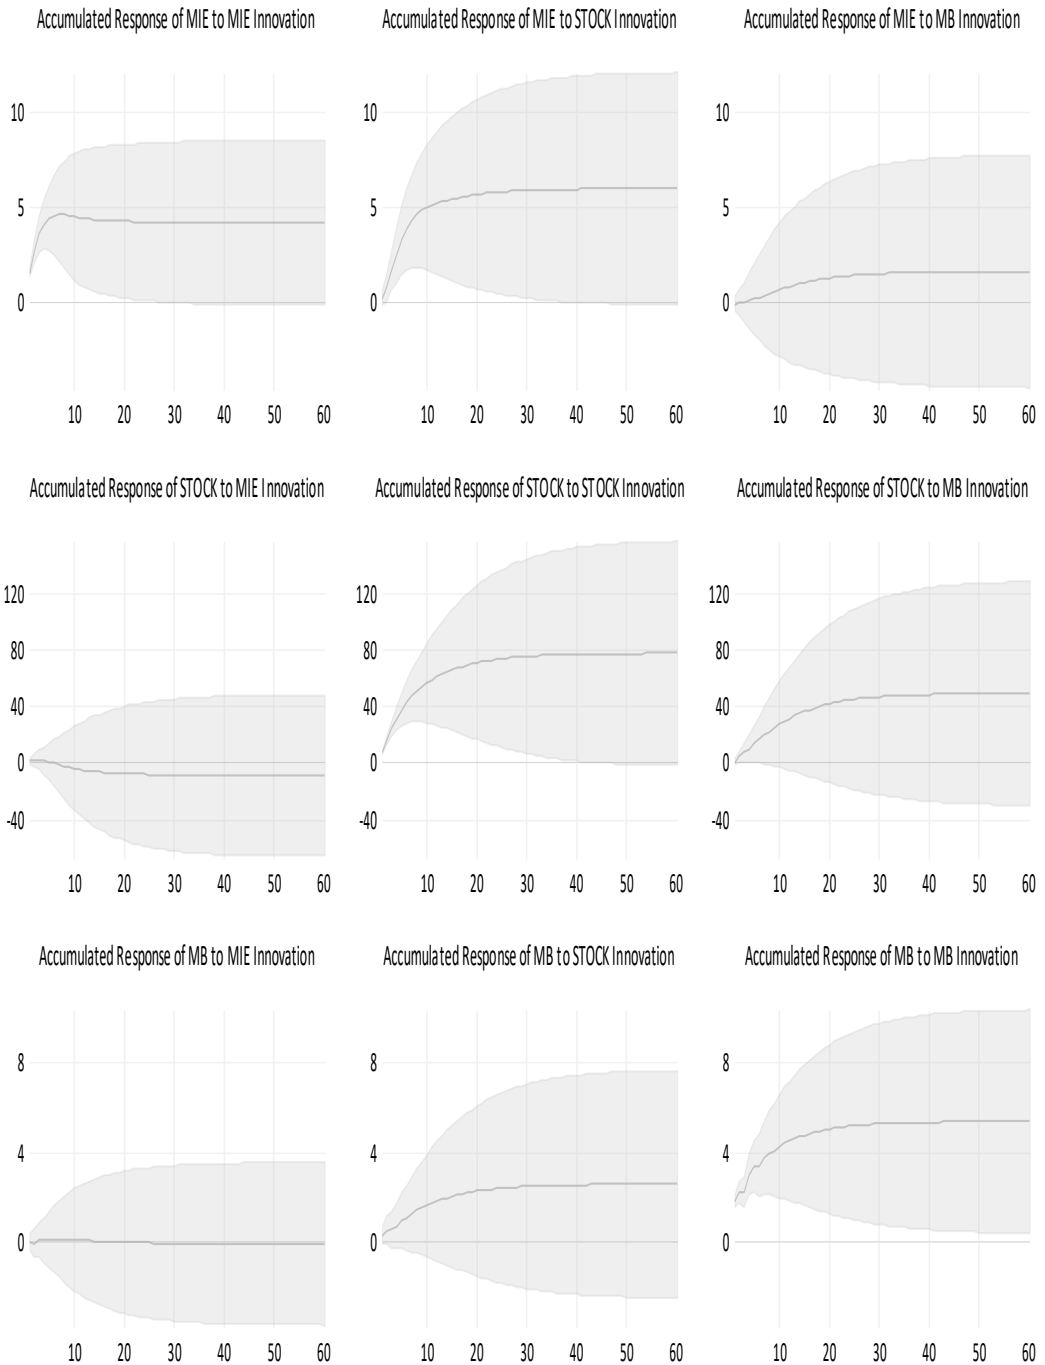 Accumulated Response of MIE to MIE Innovation
Accumulated Response of MIE to STOCK Innovation
Accumulated Response of MIE to MB Innovation
10
5
0
10 20 30 40 50 60
10
5
0
10 20 30 40 50 60
10
5
0
10 20 30 40 50 60
Accumulated Response of STOCK to MIE Innovation
Accumulated Response of STOCK to STOCK Innovation
Accumulated Response of STOCK to MB Innovation
120
80
40
0
-40
10 20 30 40 50 60
120
80
40
0
-40
10 20 30 40 50 60
120
80
40
0
-40
10 20 30 40 50 60
Accumulated Response of MB to MIE Innovation
Accumulated Response of MB to STOCK Innovation
Accumulated Response of MB to MB Innovation
8
4
0
10 20 30 40 50 60
8
4
0
10 20 30 40 50 60
8
4
0
10 20 30 40 50 60